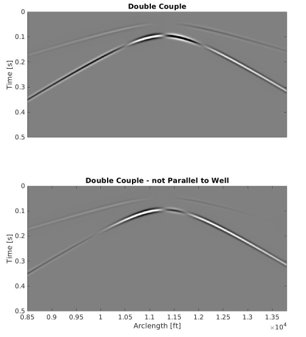 Double Couple
0
0.1
0.2
0.3
0.4
0.5
Time [s]
Double Couple - not Parallel to Well
0
0.1
0.2
0.3
0.4
0.5
Time [s]
0.85 0.9 0.95 1 1.05 1.1 1.15 1.2 1.25 1.3 1.35
Arclength [ft]
×10⁴